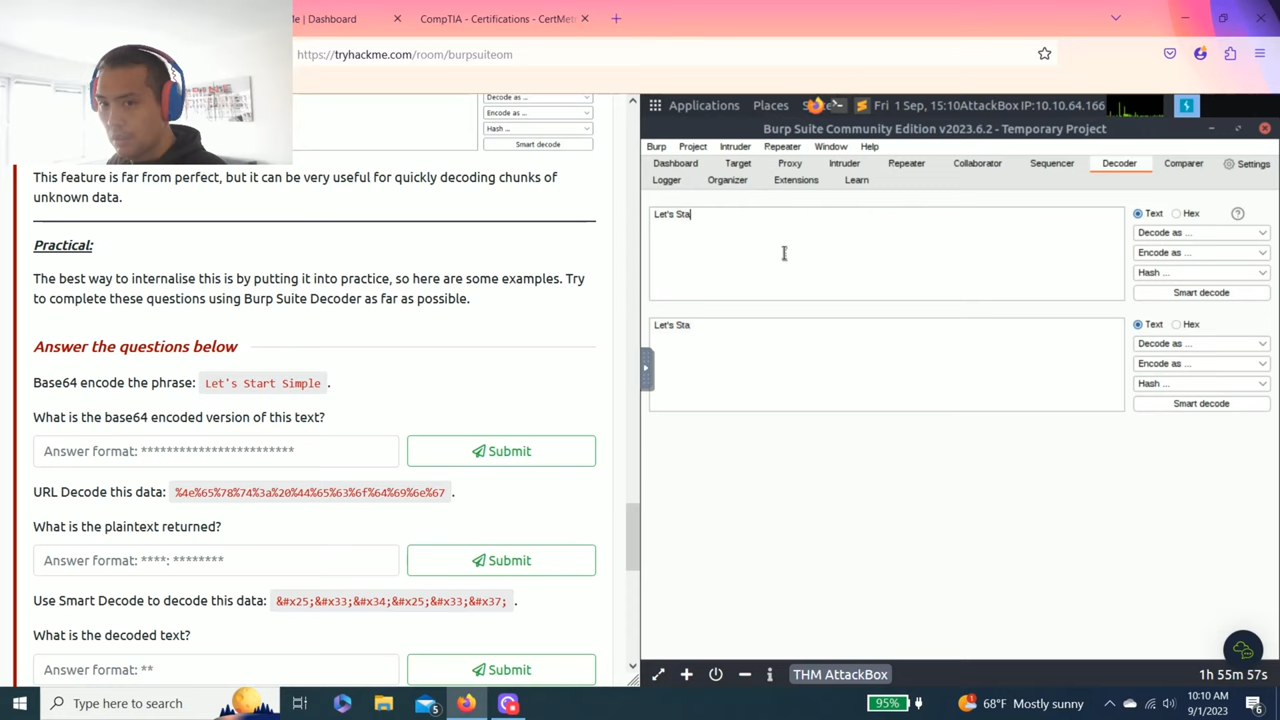 Me | Dashboard
CompTIA - Certifications - CertMet
https://tryhackme.com/room/burpsuiteom
Decode as ...
Encode as ...
Hash ...
Smart decode
This feature is far from perfect, but it can be very useful for quickly decoding chunks of
unknown data.
Practical:
The best way to internalise this is by putting it into practice, so here are some examples. Try
to complete these questions using Burp Suite Decoder as far as possible.
Answer the questions below
Base64 encode the phrase: Let's Start Simple .
What is the base64 encoded version of this text?
Answer format: ************************
Submit
URL Decode this data: %4e%65%78%74%3a%20%44%65%63%6f%64%69%6e%67 .
What is the plaintext returned?
Answer format: ****: ********
Submit
Use Smart Decode to decode this data: &#x25;&#x33;&#x34;&#x25;&#x33;&#x37; .
What is the decoded text?
Answer format: **
Submit
Applications Places Fri 1 Sep, 15:10 AttackBox IP:10.10.64.166
Burp Suite Community Edition v2023.6.2 - Temporary Project
Burp Project Intruder Repeater Window Help
Dashboard Target Proxy Intruder Repeater Collaborator Sequencer Decoder Comparer Settings
Logger Organizer Extensions Learn
Let's Sta
Text Hex
Decode as ...
Encode as ...
Hash ...
Smart decode
Let's Sta
Text Hex
Decode as ...
Encode as ...
Hash ...
Smart decode
THM AttackBox
1h 55m 57s
Type here to search
5
95%
68°F Mostly sunny
10:10 AM
9/1/2023
6